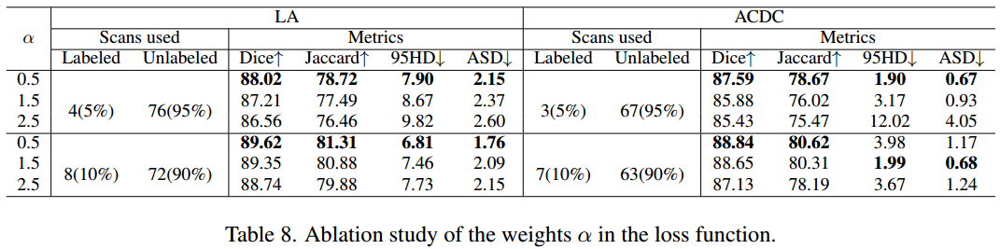 LA ACDC
α Scans used Metrics Scans used Metrics
Labeled Unlabeled Dice↑ Jaccard↑ 95HD↓ ASD↓ Labeled Unlabeled Dice↑ Jaccard↑ 95HD↓ ASD↓
0.5 88.02 78.72 7.90 2.15 87.59 78.67 1.90 0.67
1.5 4(5%) 76(95%) 87.21 77.49 8.67 2.37 3(5%) 67(95%) 85.88 76.02 3.17 0.93
2.5 86.56 76.46 9.82 2.60 85.43 75.47 12.02 4.05
0.5 89.62 81.31 6.81 1.76 88.84 80.62 3.98 1.17
1.5 8(10%) 72(90%) 89.35 80.88 7.46 2.09 7(10%) 63(90%) 88.65 80.31 1.99 0.68
2.5 88.74 79.88 7.73 2.15 87.13 78.19 3.67 1.24
Table 8. Ablation study of the weights α in the loss function.